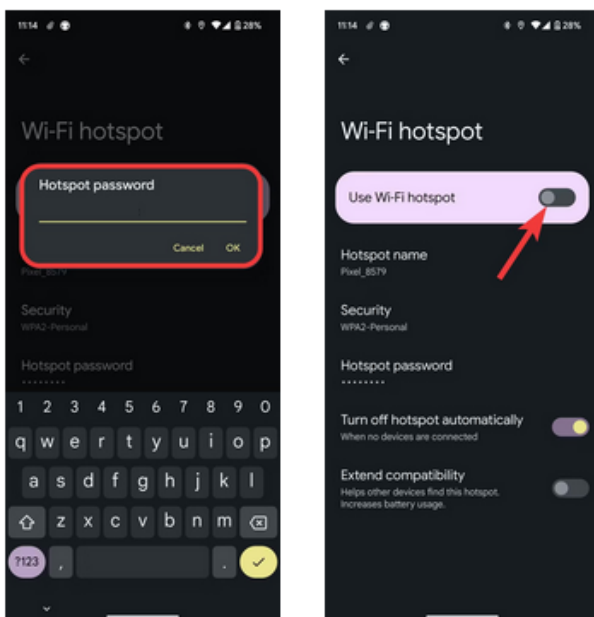 11:14
28%
Wi-Fi hotspot
Hotspot password
Cancel OK
Pixel_8579
Security
WPA2-Personal
Hotspot password
1 2 3 4 5 6 7 8 9 0
q w e r t y u i o p
a s d f g h j k l
z x c v b n m
?123 , .
11:14
28%
Wi-Fi hotspot
Use Wi-Fi hotspot
Hotspot name
Pixel_8579
Security
WPA2-Personal
Hotspot password
••••••••
Turn off hotspot automatically
When no devices are connected
Extend compatibility
Helps other devices find this hotspot.
Increases battery usage.